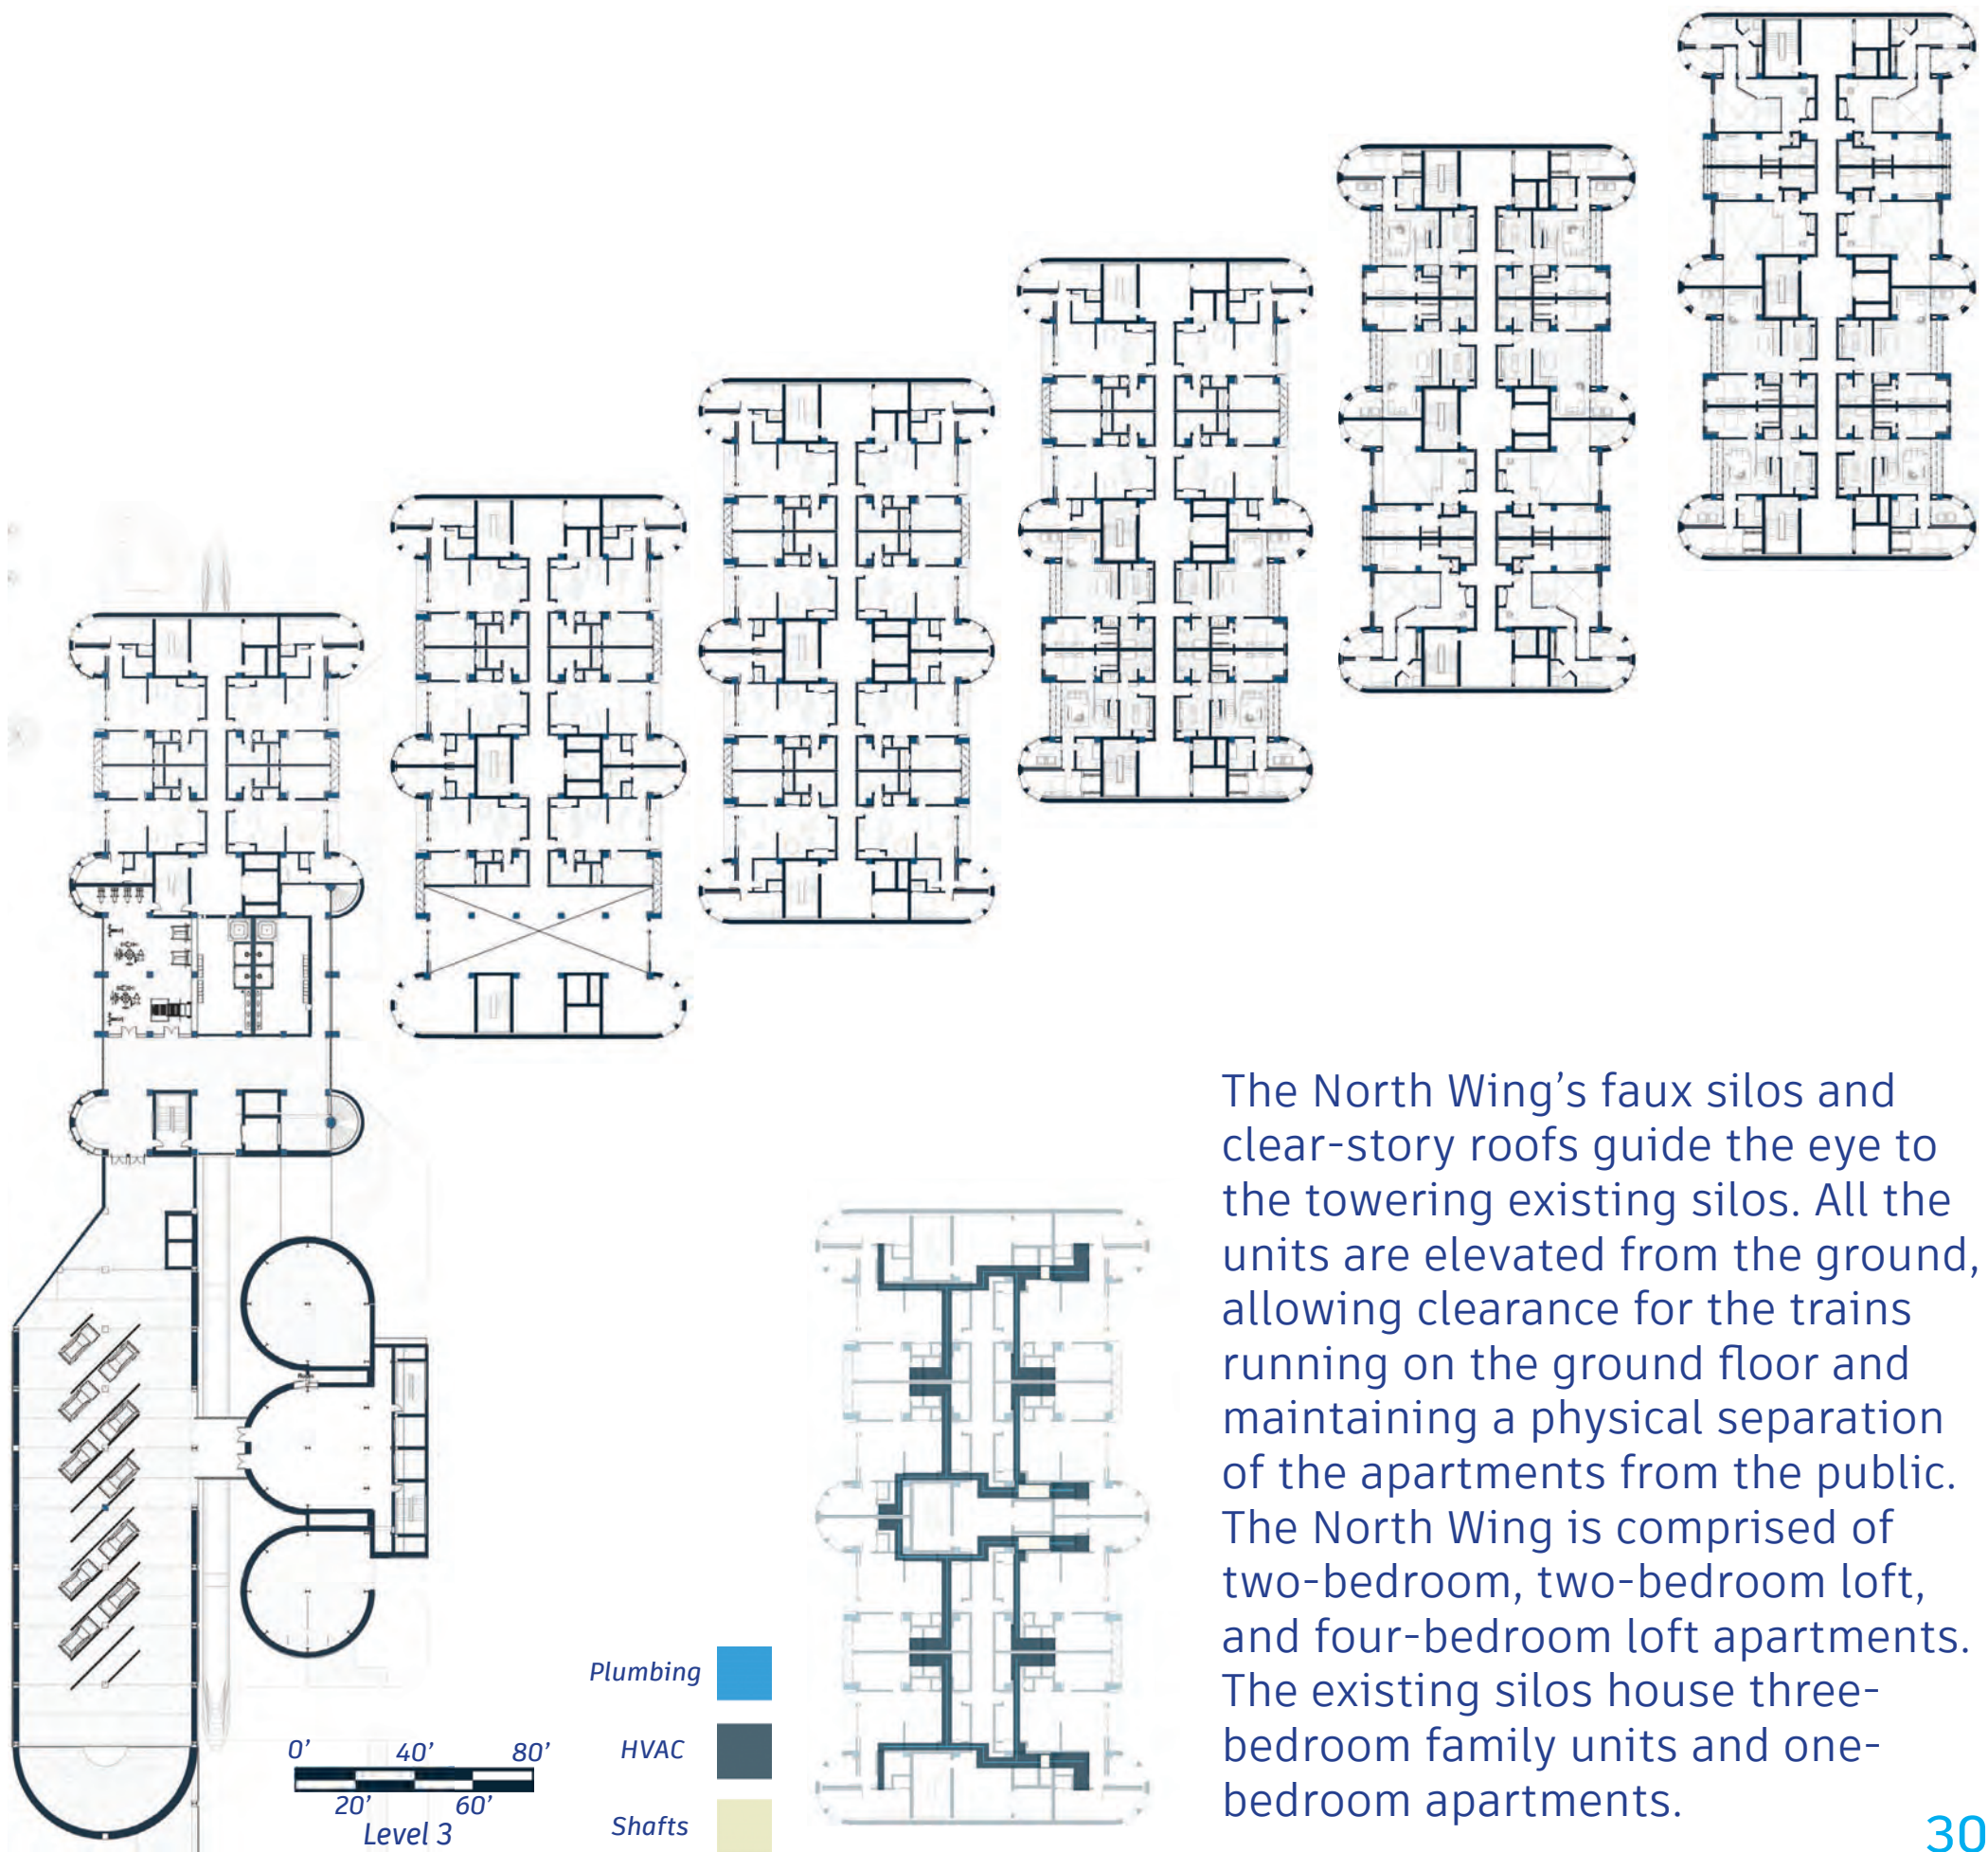 The North Wing’s faux silos and
clear-story roofs guide the eye to
the towering existing silos. All the
units are elevated from the ground,
allowing clearance for the trains
running on the ground floor and
maintaining a physical separation
of the apartments from the public.
The North Wing is comprised of
two-bedroom, two-bedroom loft,
and four-bedroom loft apartments.
The existing silos house three-
bedroom family units and one-
bedroom apartments.
Plumbing
HVAC
Shafts
0’ 40’ 80’
20’ 60’
Level 3
30